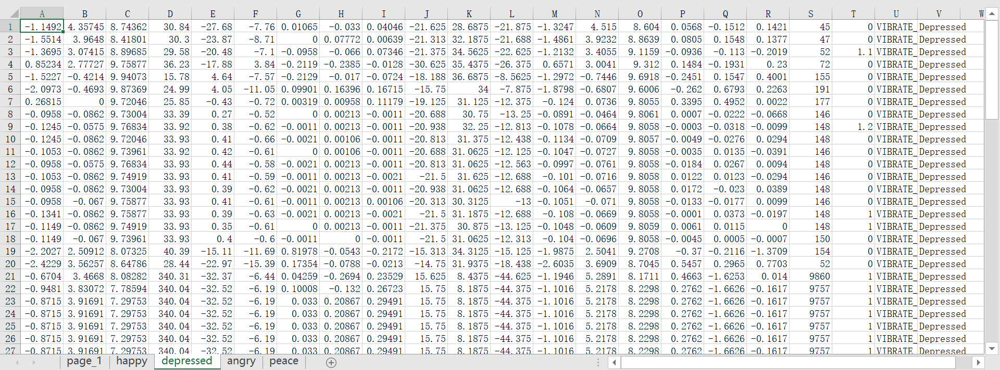 A B C D E F G H I J K L M N O P Q R S T U V W
1 -1.1492 4.35745 8.74362 30.84 -27.68 -7.76 0.01065 -0.033 0.04046 -21.625 28.6875 -21.875 -1.3247 4.515 8.604 0.0568 -0.1512 0.1421 45 0 VIBRATE_ Depressed
2 -1.5514 3.9648 8.41801 30.3 -23.87 -8.71 0 0.07772 0.00639 -21.313 32.1875 -21.688 -1.4861 3.9232 8.8639 0.0805 0.1548 0.1377 47 0 VIBRATE_ Depressed
3 -1.3695 3.07415 8.89685 29.58 -20.48 -7.1 -0.0958 -0.066 0.07346 -21.375 34.5625 -22.625 -1.2132 3.4055 9.1159 -0.0936 -0.113 -0.2019 52 1.1 VIBRATE_ Depressed
4 0.85234 2.77727 9.75877 36.23 -17.88 3.84 -0.2119 -0.2385 -0.0128 -30.625 35.4375 -26.375 0.6571 3.0041 9.312 0.1484 -0.1931 0.23 72 0 VIBRATE_ Depressed
5 -1.5227 -0.4214 9.94073 15.78 4.64 -7.57 -0.2129 -0.017 -0.0724 -18.188 36.6875 -8.5625 -1.2972 -0.7446 9.6918 -0.2451 0.1547 0.4001 155 0 VIBRATE_ Depressed
6 -2.0973 -0.4693 9.87369 24.99 4.05 -11.05 0.09901 0.16396 0.16715 -15.75 34 -7.875 -1.8798 -0.6807 9.6006 -0.262 0.6793 0.2263 191 0 VIBRATE_ Depressed
7 0.26815 0 9.72046 25.85 -0.43 -0.72 0.00319 0.00958 0.11179 -19.125 31.125 -12.375 -0.124 0.0736 9.8055 0.3395 0.4952 0.0022 177 0 VIBRATE_ Depressed
8 -0.0958 -0.0862 9.73004 33.39 0.27 -0.52 0 0.00213 -0.0011 -20.688 30.75 -13.25 -0.0891 -0.0464 9.8061 0.0007 -0.0222 -0.0668 146 0 VIBRATE_ Depressed
9 -0.1245 -0.0575 9.76834 33.92 0.38 -0.62 -0.0011 0.00213 -0.0011 -20.938 32.25 -12.813 -0.1078 -0.0664 9.8058 -0.0003 -0.0318 -0.0099 148 1.2 VIBRATE_ Depressed
10 -0.1245 -0.0862 9.72046 33.93 0.41 -0.66 -0.0021 0.00106 -0.0011 -20.813 31.375 -12.438 -0.1134 -0.0709 9.8057 -0.0049 -0.0276 0.0294 148 0 VIBRATE_ Depressed
11 -0.1053 -0.0862 9.73961 33.92 0.42 -0.61 0 0.00106 -0.0011 -20.688 31.0625 -12.125 -0.1047 -0.0727 9.8058 -0.0035 0.0135 -0.0391 146 0 VIBRATE_ Depressed
12 -0.0958 -0.0575 9.76834 33.93 0.44 -0.58 -0.0021 0.00213 -0.0011 -20.813 31.0625 -12.563 -0.0997 -0.0761 9.8058 -0.0184 0.0267 0.0094 148 0 VIBRATE_ Depressed
13 -0.1053 -0.0862 9.74919 33.93 0.41 -0.59 -0.0011 0.00213 -0.0021 -21.5 31.625 -12.688 -0.101 -0.0716 9.8058 0.0122 0.0123 -0.0294 146 0 VIBRATE_ Depressed
14 -0.0958 -0.0862 9.73004 33.93 0.39 -0.62 -0.0021 0.00213 -0.0011 -20.938 31.0625 -12.688 -0.1064 -0.0657 9.8058 0.0172 -0.023 0.0389 148 0 VIBRATE_ Depressed
15 -0.0958 -0.067 9.75877 33.93 0.41 -0.61 -0.0011 0.00213 0.00106 -20.313 30.3125 -13 -0.1051 -0.071 9.8058 -0.0133 -0.0177 0.0099 146 0 VIBRATE_ Depressed
16 -0.1341 -0.0862 9.75877 33.93 0.39 -0.63 -0.0021 0.00213 -0.0021 -21.5 31.1875 -12.688 -0.108 -0.0669 9.8058 -0.0001 0.0373 -0.0197 148 1 VIBRATE_ Depressed
17 -0.1149 -0.0862 9.74919 33.93 0.35 -0.61 0 0.00213 -0.0011 -21.375 30.875 -13.125 -0.1048 -0.0609 9.8059 0.0061 0.0115 0 148 1 VIBRATE_ Depressed
18 -0.1149 -0.067 9.73961 33.93 0.4 -0.6 -0.0011 0 -0.0011 -21.5 31.0625 -12.313 -0.104 -0.0696 9.8058 -0.0045 0.0005 -0.0007 150 0 VIBRATE_ Depressed
19 -2.2027 2.50912 8.07325 40.39 -15.11 -11.69 0.81978 -0.0543 -0.2172 -15.313 34.3125 -15.125 -1.9875 2.5041 9.2708 -0.37 -0.2116 -1.3709 154 0 VIBRATE_ Depressed
20 -2.4229 3.56257 8.64786 28.44 -22.97 -15.39 0.17354 -0.0788 -0.0213 -14.75 31.9375 -18.438 -2.6035 3.6909 8.7045 0.5457 0.2965 0.7703 52 0 VIBRATE_ Depressed
21 -0.6704 3.4668 8.08282 340.31 -32.37 -6.44 0.04259 -0.2694 0.23529 15.625 8.4375 -44.625 -1.1946 5.2891 8.1711 0.4663 -1.6253 0.014 9860 1 VIBRATE_ Depressed
22 -0.9481 3.83072 7.78594 340.04 -32.52 -6.19 0.10008 -0.132 0.26723 15.75 8.1875 -44.375 -1.1016 5.2178 8.2298 0.2762 -1.6626 -0.1617 9757 1 VIBRATE_ Depressed
23 -0.8715 3.91691 7.29753 340.04 -32.52 -6.19 0.033 0.20867 0.29491 15.75 8.1875 -44.375 -1.1016 5.2178 8.2298 0.2762 -1.6626 -0.1617 9757 1 VIBRATE_ Depressed
24 -0.8715 3.91691 7.29753 340.04 -32.52 -6.19 0.033 0.20867 0.29491 15.75 8.1875 -44.375 -1.1016 5.2178 8.2298 0.2762 -1.6626 -0.1617 9757 1 VIBRATE_ Depressed
25 -0.8715 3.91691 7.29753 340.04 -32.52 -6.19 0.033 0.20867 0.29491 15.75 8.1875 -44.375 -1.1016 5.2178 8.2298 0.2762 -1.6626 -0.1617 9757 1 VIBRATE_ Depressed
26 -0.8715 3.91691 7.29753 340.04 -32.52 -6.19 0.033 0.20867 0.29491 15.75 8.1875 -44.375 -1.1016 5.2178 8.2298 0.2762 -1.6626 -0.1617 9757 1 VIBRATE_ Depressed
27 -0.8715 3.91691 7.29753 340.04 -32.52 -6.19 0.033 0.20867 0.29491 15.75 8.1875 -44.375 -1.1016 5.2178 8.2298 0.2762 -1.6626 -0.1617 9757 1 VIBRATE_ Depressed
page_1 happy depressed angry peace